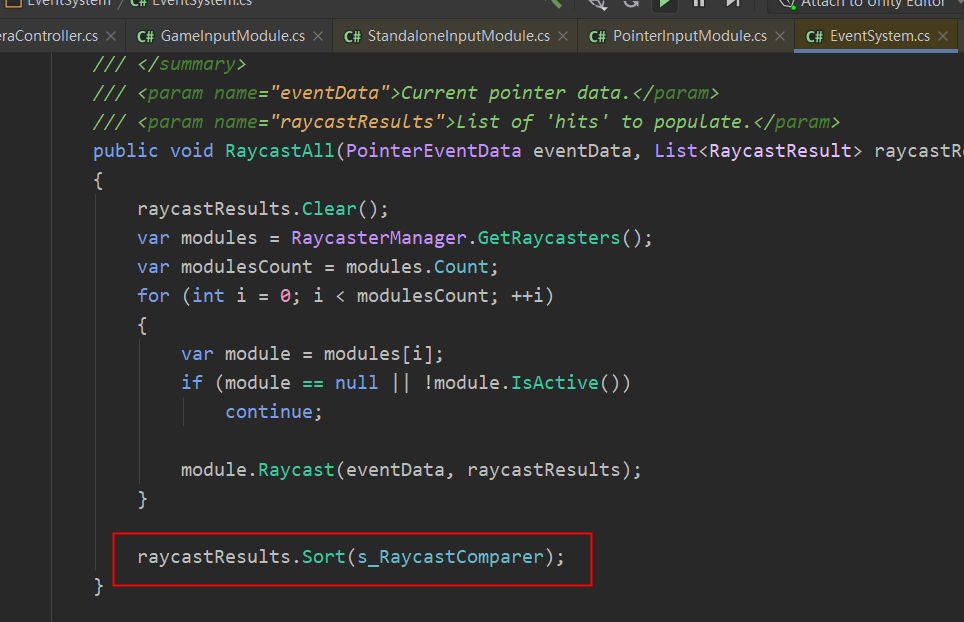 EventSystem / C# EventSystem.cs Attach to Unity Editor
eraController.cs × C# GameInputModule.cs × C# StandaloneInputModule.cs × C# PointerInputModule.cs × C# EventSystem.cs ×
/// </summary>
/// <param name="eventData">Current pointer data.</param>
/// <param name="raycastResults">List of 'hits' to populate.</param>
public void RaycastAll(PointerEventData eventData, List<RaycastResult> raycastRe
{
raycastResults.Clear();
var modules = RaycasterManager.GetRaycasters();
var modulesCount = modules.Count;
for (int i = 0; i < modulesCount; ++i)
{
var module = modules[i];
if (module == null || !module.IsActive())
continue;
module.Raycast(eventData, raycastResults);
}
raycastResults.Sort(s_RaycastComparer);
}